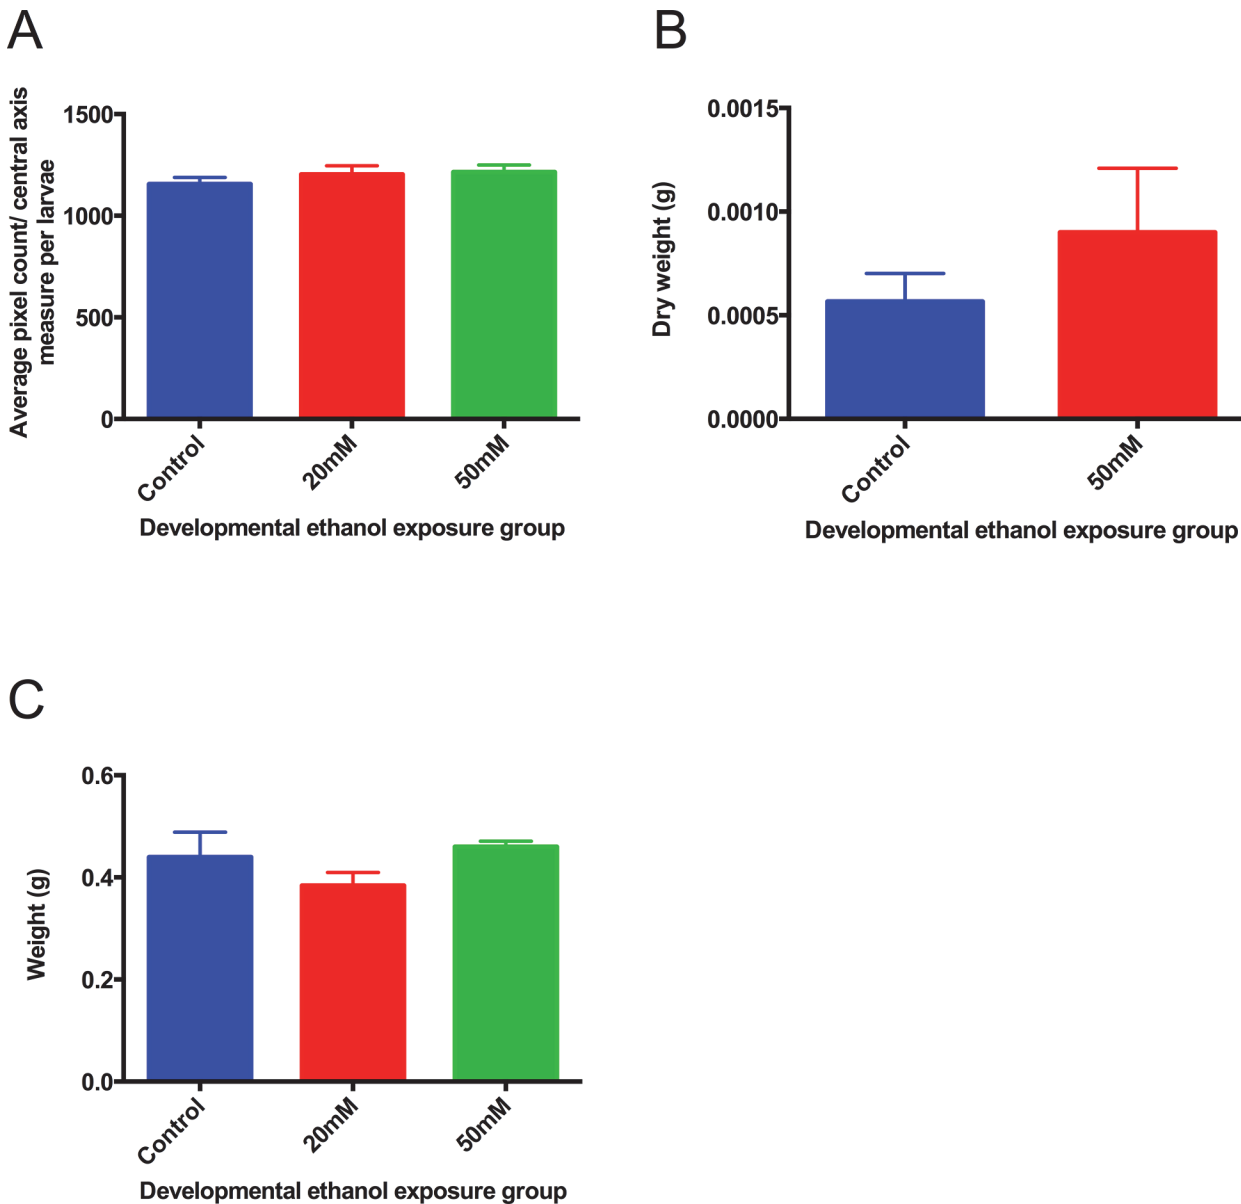 A
Average pixel count/ central axis
measure per larvae
1500
1000
500
0
Control
20mM
50mM
Developmental ethanol exposure group
B
Dry weight (g)
0.0015
0.0010
0.0005
0.0000
Control
50mM
Developmental ethanol exposure group
C
Weight (g)
0.6
0.4
0.2
0.0
Control
20mM
50mM
Developmental ethanol exposure group